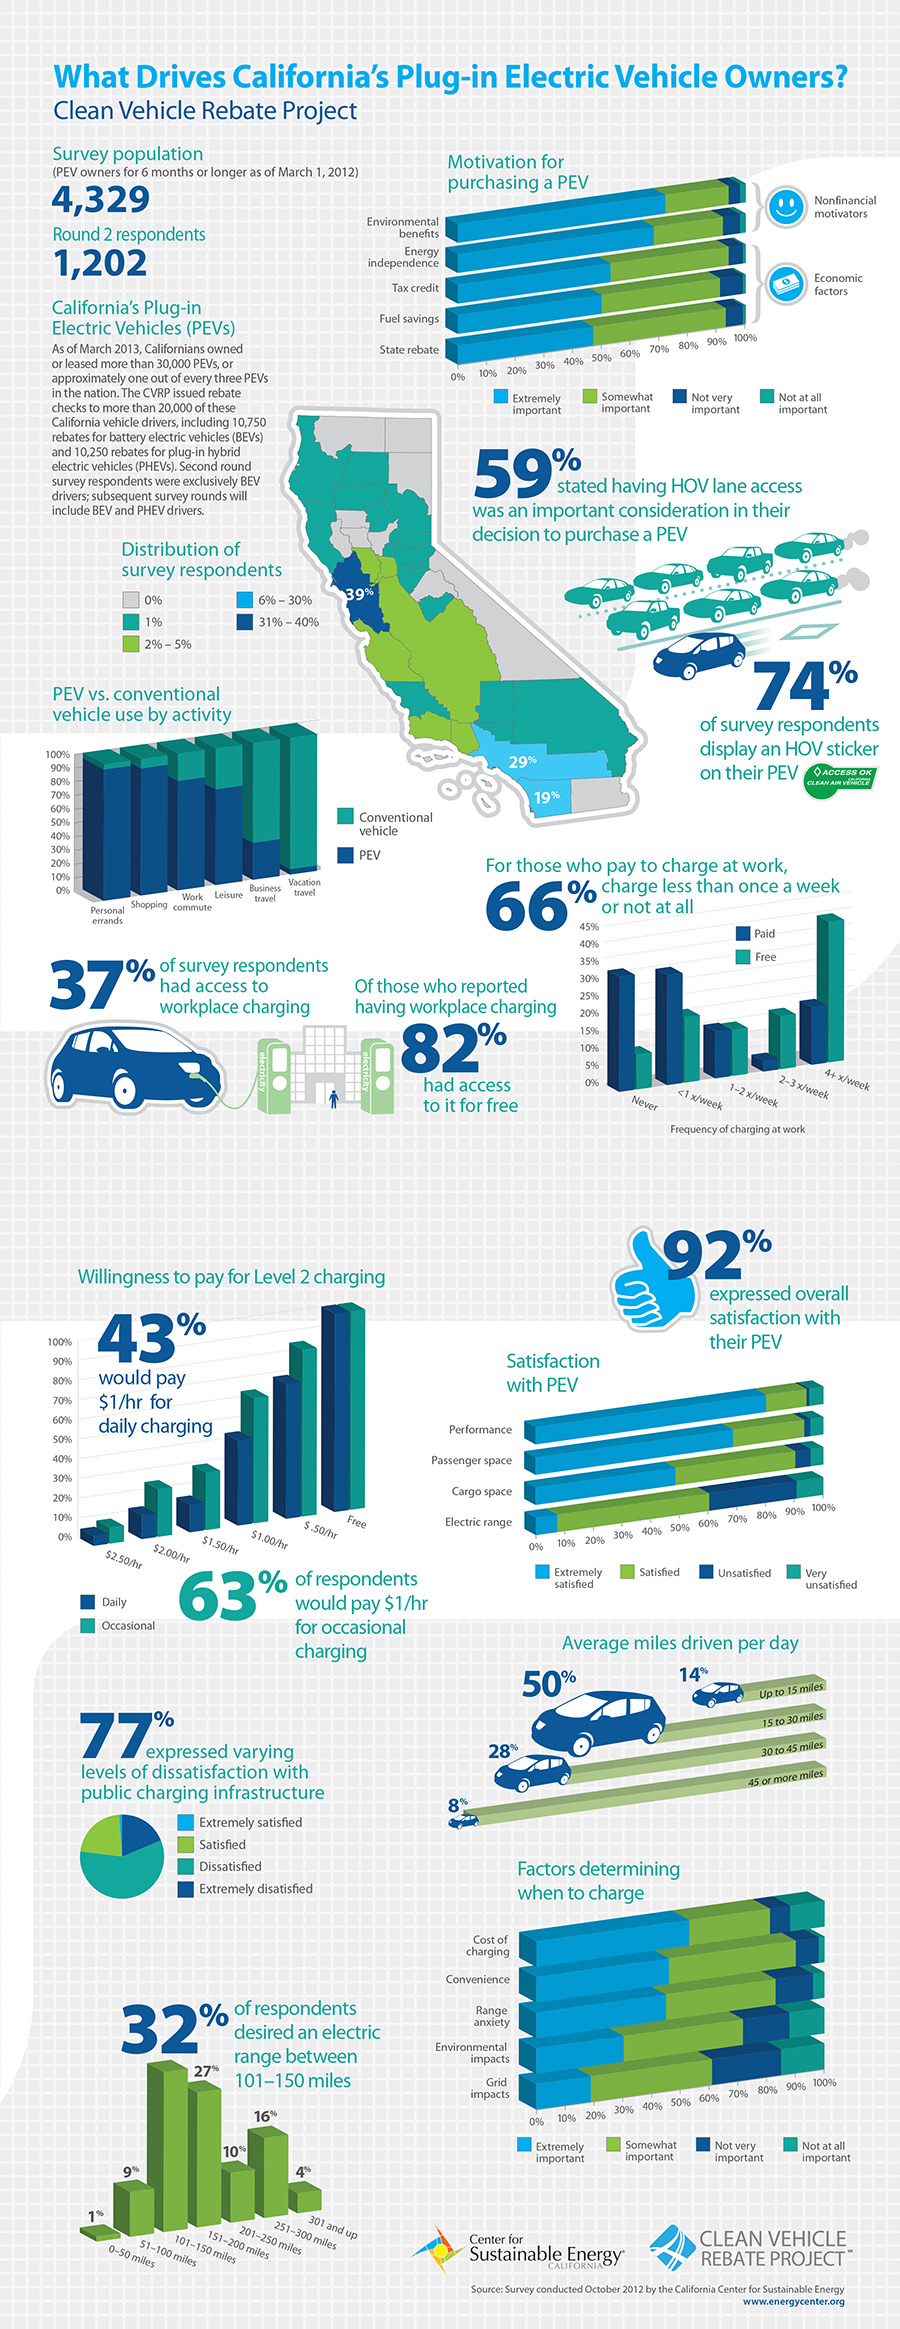 What Drives California's Plug-in Electric Vehicle Owners?
Clean Vehicle Rebate Project
Survey population
(PEV owners for 6 months or longer as of March 1, 2012)
4,329
Round 2 respondents
1,202
California's Plug-in
Electric Vehicles (PEVs)
As of March 2013, Californians owned
or leased more than 30,000 PEVs, or
approximately one out of every three PEVs
in the nation. The CVRP issued rebate
checks to more than 20,000 of these
California vehicle drivers, including 10,750
rebates for battery electric vehicles (BEVs)
and 10,250 rebates for plug-in hybrid
electric vehicles (PHEVs). Second round
survey respondents were exclusively BEV
drivers; subsequent survey rounds will
include BEV and PHEV drivers.
Motivation for
purchasing a PEV
Environmental
benefits
Energy
independence
Tax credit
Fuel savings
State rebate
0% 10% 20% 30% 40% 50% 60% 70% 80% 90% 100%
Nonfinancial
motivators
Economic
factors
Extremely
important
Somewhat
important
Not very
important
Not at all
important
59% stated having HOV lane access
was an important consideration in their
decision to purchase a PEV
Distribution of
survey respondents
0%
1%
2% – 5%
6% – 30%
31% – 40%
39%
29%
19%
74%
of survey respondents
display an HOV sticker
on their PEV
ACCESS OK
CALIFORNIA
CLEAN AIR VEHICLE
PEV vs. conventional
vehicle use by activity
100%
90%
80%
70%
60%
50%
40%
30%
20%
10%
0%
Personal
errands
Shopping
Work
commute
Leisure
Business
travel
Vacation
travel
Conventional
vehicle
PEV
For those who pay to charge at work,
66% charge less than once a week
or not at all
45%
40%
35%
30%
25%
20%
15%
10%
5%
0%
Paid
Free
Never
<1 x/week
1–2 x/week
2–3 x/week
4+ x/week
Frequency of charging at work
37% of survey respondents
had access to
workplace charging
electricity
electricity
Of those who reported
having workplace charging
82%
had access
to it for free
Willingness to pay for Level 2 charging
43%
would pay
$1/hr for
daily charging
100%
90%
80%
70%
60%
50%
40%
30%
20%
10%
0%
$2.50/hr
$2.00/hr
$1.50/hr
$1.00/hr
$ .50/hr
Free
Daily
Occasional
63% of respondents
would pay $1/hr
for occasional
charging
92%
expressed overall
satisfaction with
their PEV
Satisfaction
with PEV
Performance
Passenger space
Cargo space
Electric range
0% 10% 20% 30% 40% 50% 60% 70% 80% 90% 100%
Extremely
satisfied
Satisfied
Unsatisfied
Very
unsatisfied
Average miles driven per day
14%
Up to 15 miles
50%
15 to 30 miles
28%
30 to 45 miles
8%
45 or more miles
77% expressed varying
levels of dissatisfaction with
public charging infrastructure
Extremely satisfied
Satisfied
Dissatisfied
Extremely disatisfied
Factors determining
when to charge
Cost of
charging
Convenience
Range
anxiety
Environmental
impacts
Grid
impacts
0% 10% 20% 30% 40% 50% 60% 70% 80% 90% 100%
Extremely
important
Somewhat
important
Not very
important
Not at all
important
32% of respondents
desired an electric
range between
101–150 miles
1%
9%
27%
10%
16%
4%
0–50 miles
51–100 miles
101–150 miles
151–200 miles
201–250 miles
251–300 miles
301 and up
Center for
Sustainable Energy
CALIFORNIA
CLEAN VEHICLE
REBATE PROJECT™
Source: Survey conducted October 2012 by the California Center for Sustainable Energy
www.energycenter.org